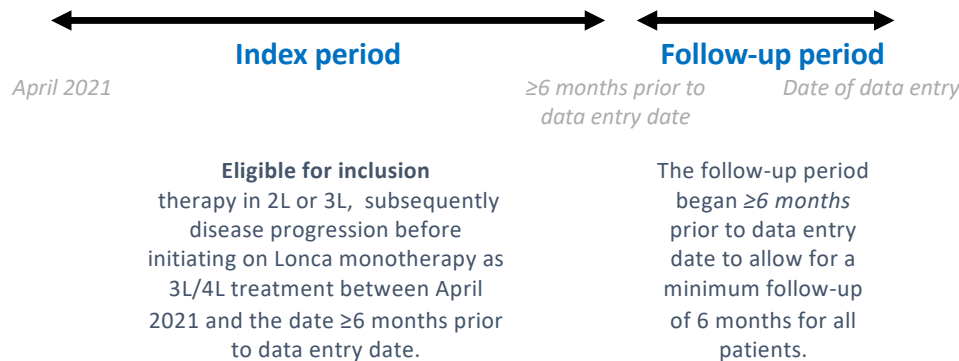 Index period
Follow-up period
April 2021
≥6 months prior to
data entry date
Date of data entry
Eligible for inclusion
therapy in 2L or 3L, subsequently
disease progression before
initiating on Lonca monotherapy as
3L/4L treatment between April
2021 and the date ≥6 months prior
to data entry date.
The follow-up period
began ≥6 months
prior to data entry
date to allow for a
minimum follow-up
of 6 months for all
patients.